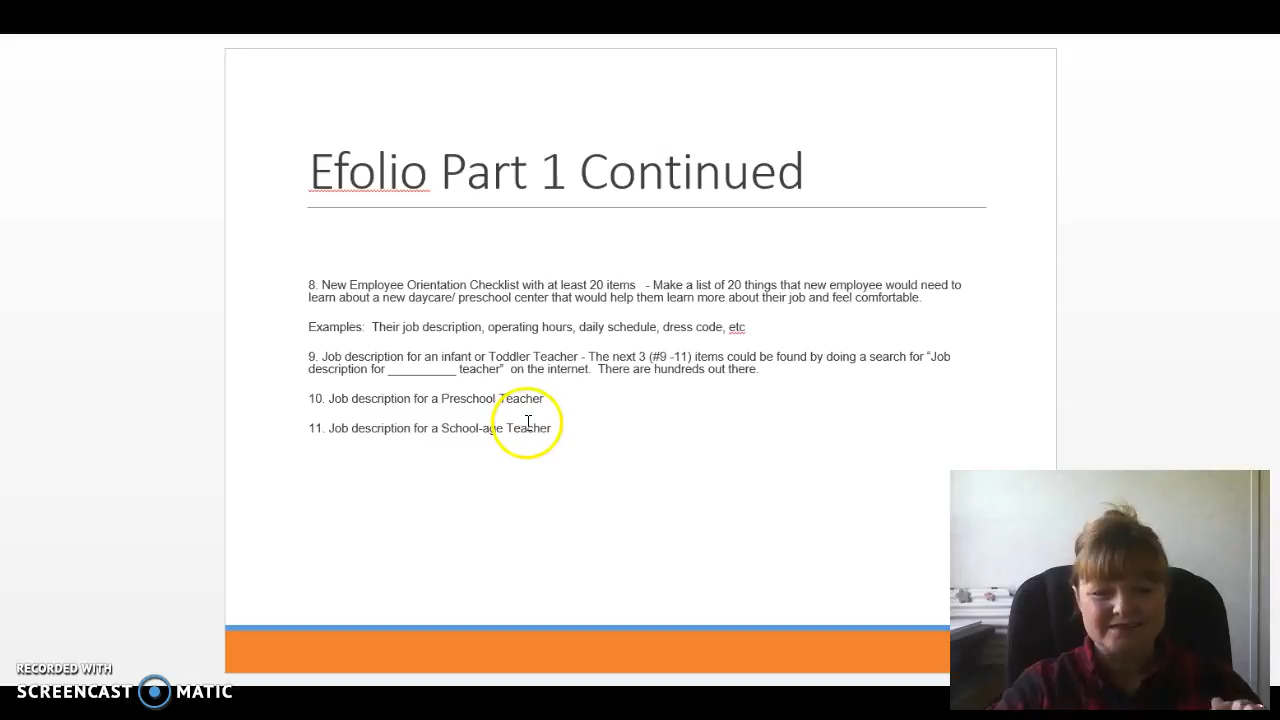 Efolio Part 1 Continued
8. New Employee Orientation Checklist with at least 20 items - Make a list of 20 things that new employee would need to
learn about a new daycare/ preschool center that would help them learn more about their job and feel comfortable.
Examples: Their job description, operating hours, daily schedule, dress code, etc
9. Job description for an infant or Toddler Teacher - The next 3 (#9 -11) items could be found by doing a search for “Job
description for __________ teacher” on the internet. There are hundreds out there.
10. Job description for a Preschool Teacher
11. Job description for a School-age Teacher
RECORDED WITH
SCREENCAST MATIC